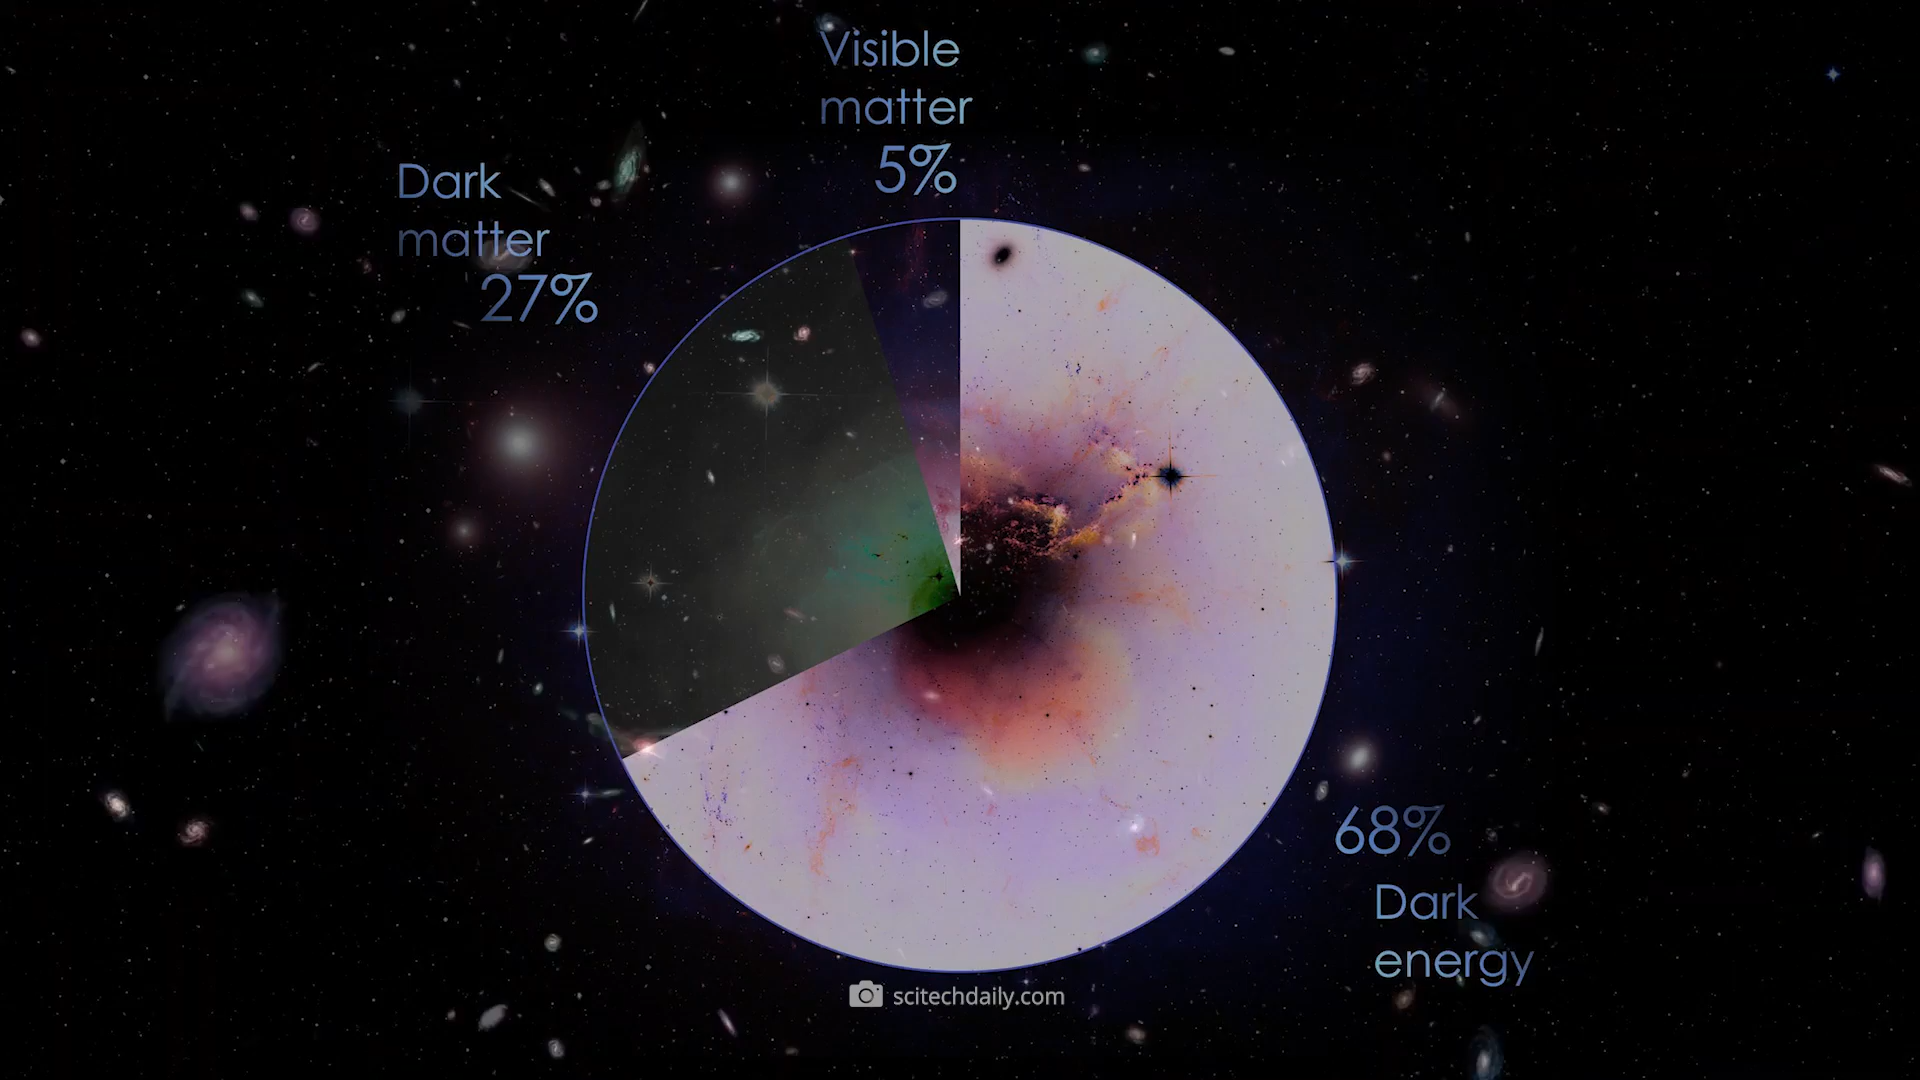 Visible
matter
5%
Dark
matter
27%
68%
Dark
energy
scitechdaily.com